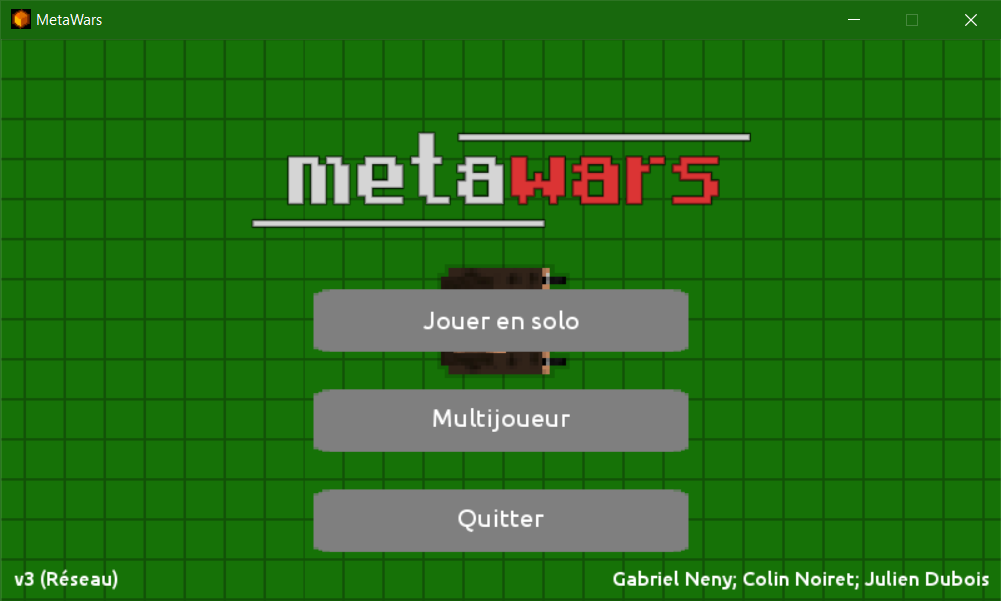 MetaWars
metawars
Jouer en solo
Multijoueur
Quitter
v3 (Réseau)
Gabriel Neny; Colin Noiret; Julien Dubois